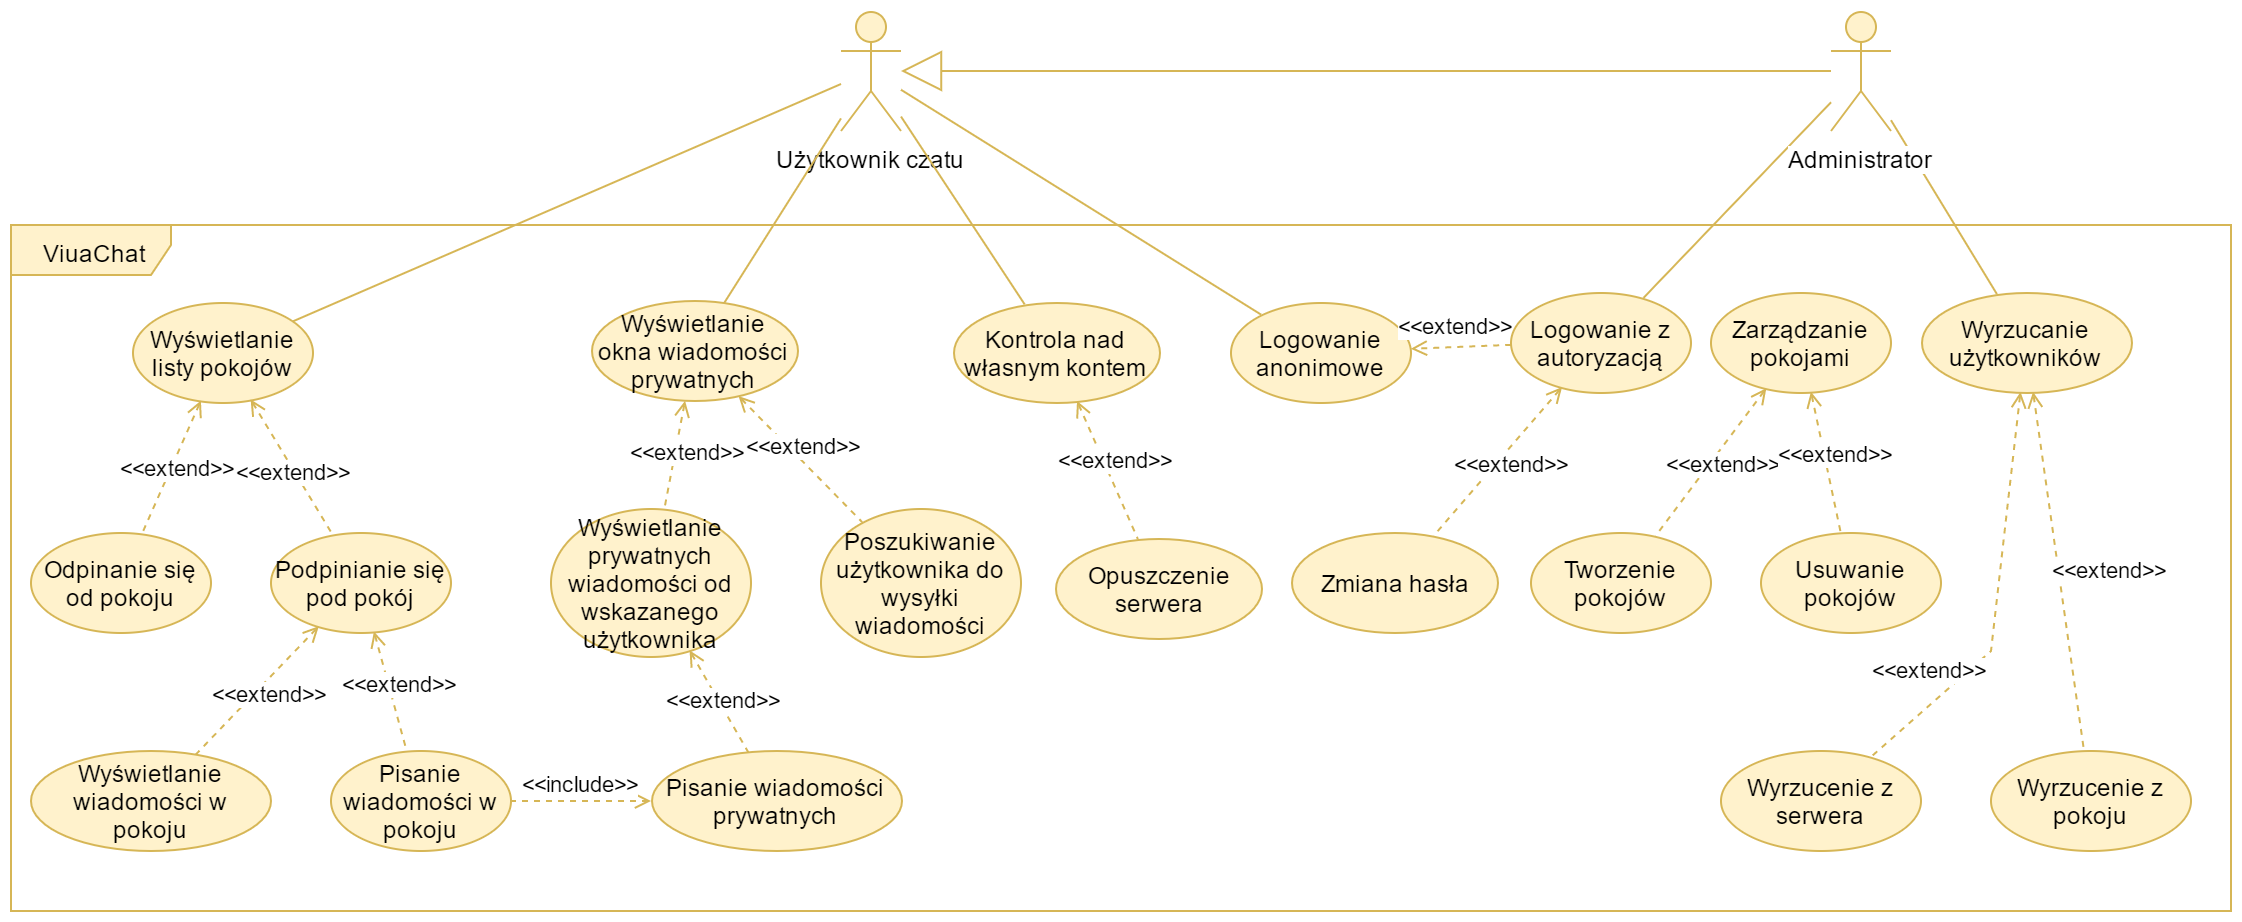 Użytkownik czatu
Administrator
ViuaChat
Wyświetlanie
listy pokojów
Wyświetlanie
okna wiadomości
prywatnych
Kontrola nad
własnym kontem
Logowanie
anonimowe
<<extend>>
Logowanie z
autoryzacją
Zarządzanie
pokojami
Wyrzucanie
użytkowników
<<extend>>
<<extend>>
<<extend>>
<<extend>>
<<extend>>
<<extend>>
<<extend>>
<<extend>>
Odpinanie się
od pokoju
Podpinianie się
pod pokój
Wyświetlanie
prywatnych
wiadomości od
wskazanego
użytkownika
Poszukiwanie
użytkownika do
wysyłki
wiadomości
Opuszczenie
serwera
Zmiana hasła
Tworzenie
pokojów
Usuwanie
pokojów
<<extend>>
<<extend>>
<<extend>>
<<extend>>
<<extend>>
Wyświetlanie
wiadomości w
pokoju
Pisanie
wiadomości w
pokoju
<<include>>
Pisanie wiadomości
prywatnych
Wyrzucenie z
serwera
Wyrzucenie z
pokoju